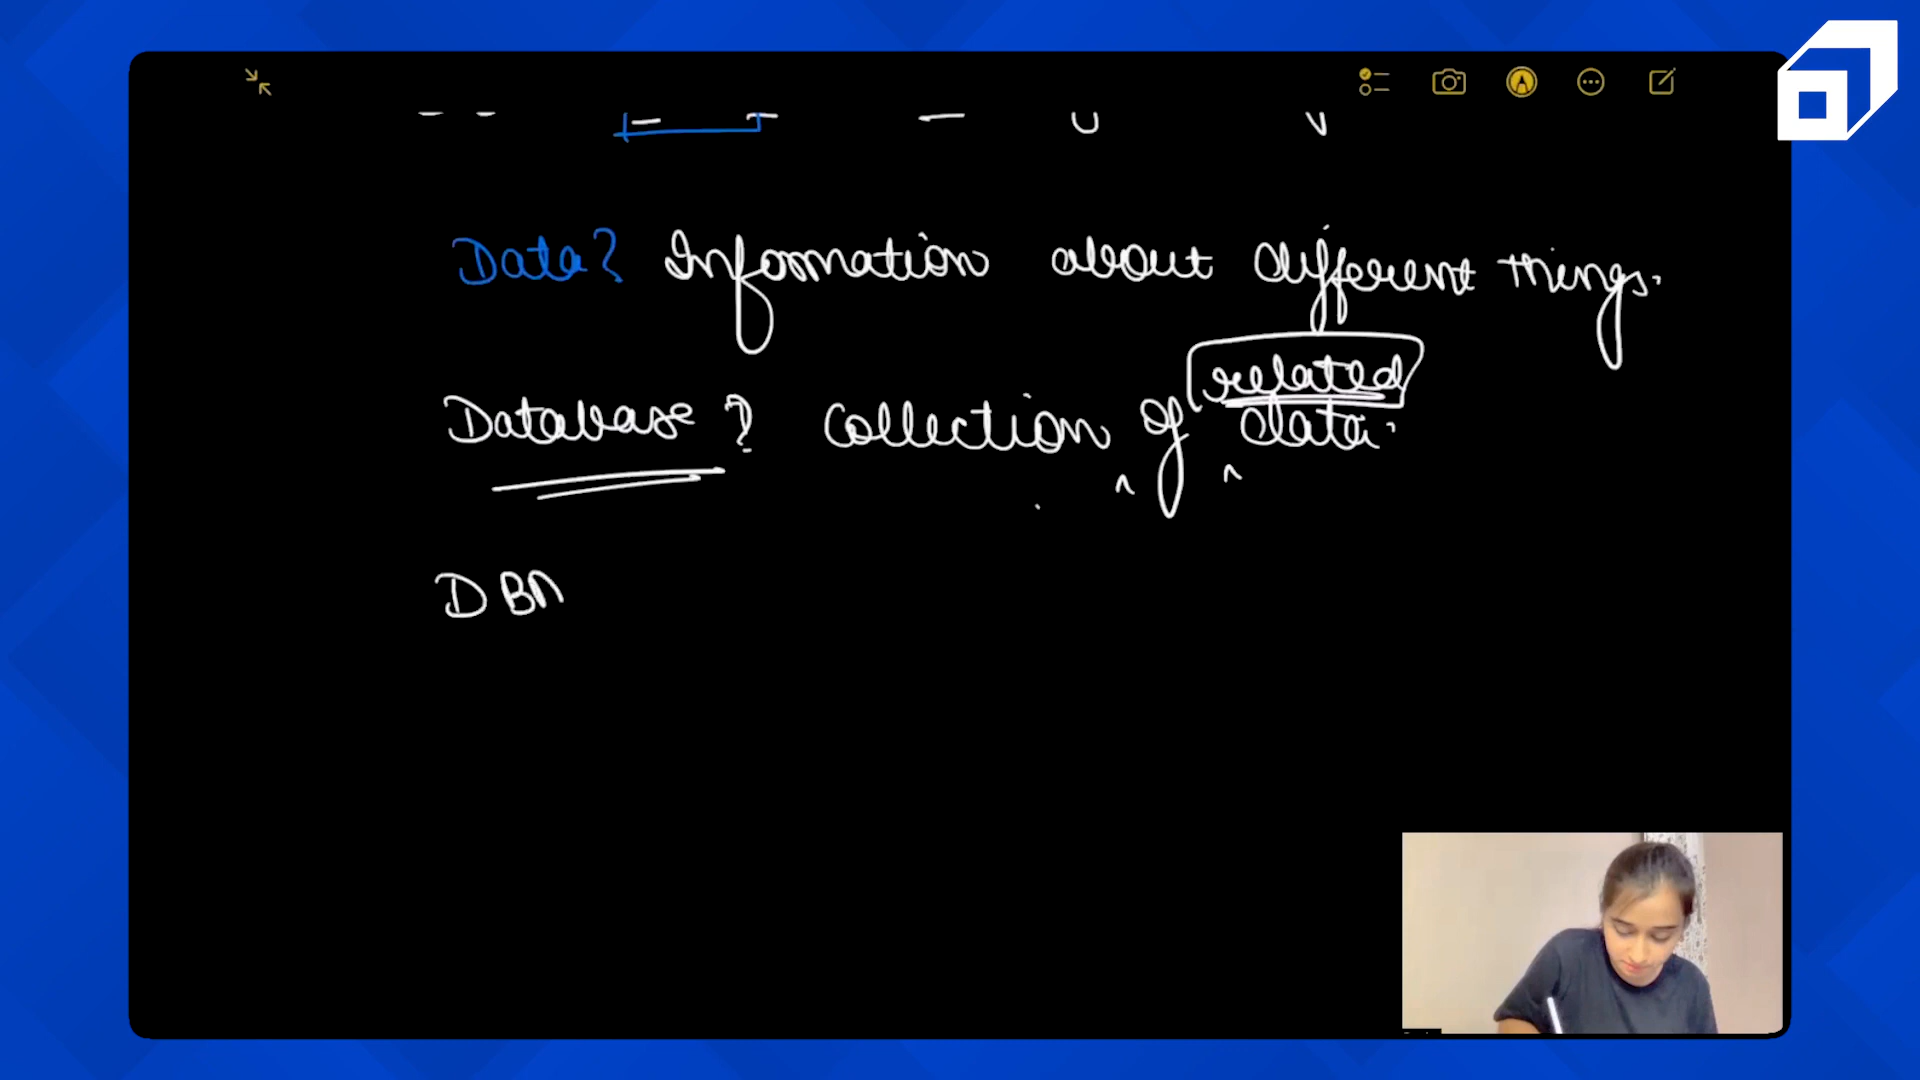 Data? Information about different things.
related
Database? Collection of data.
DBM